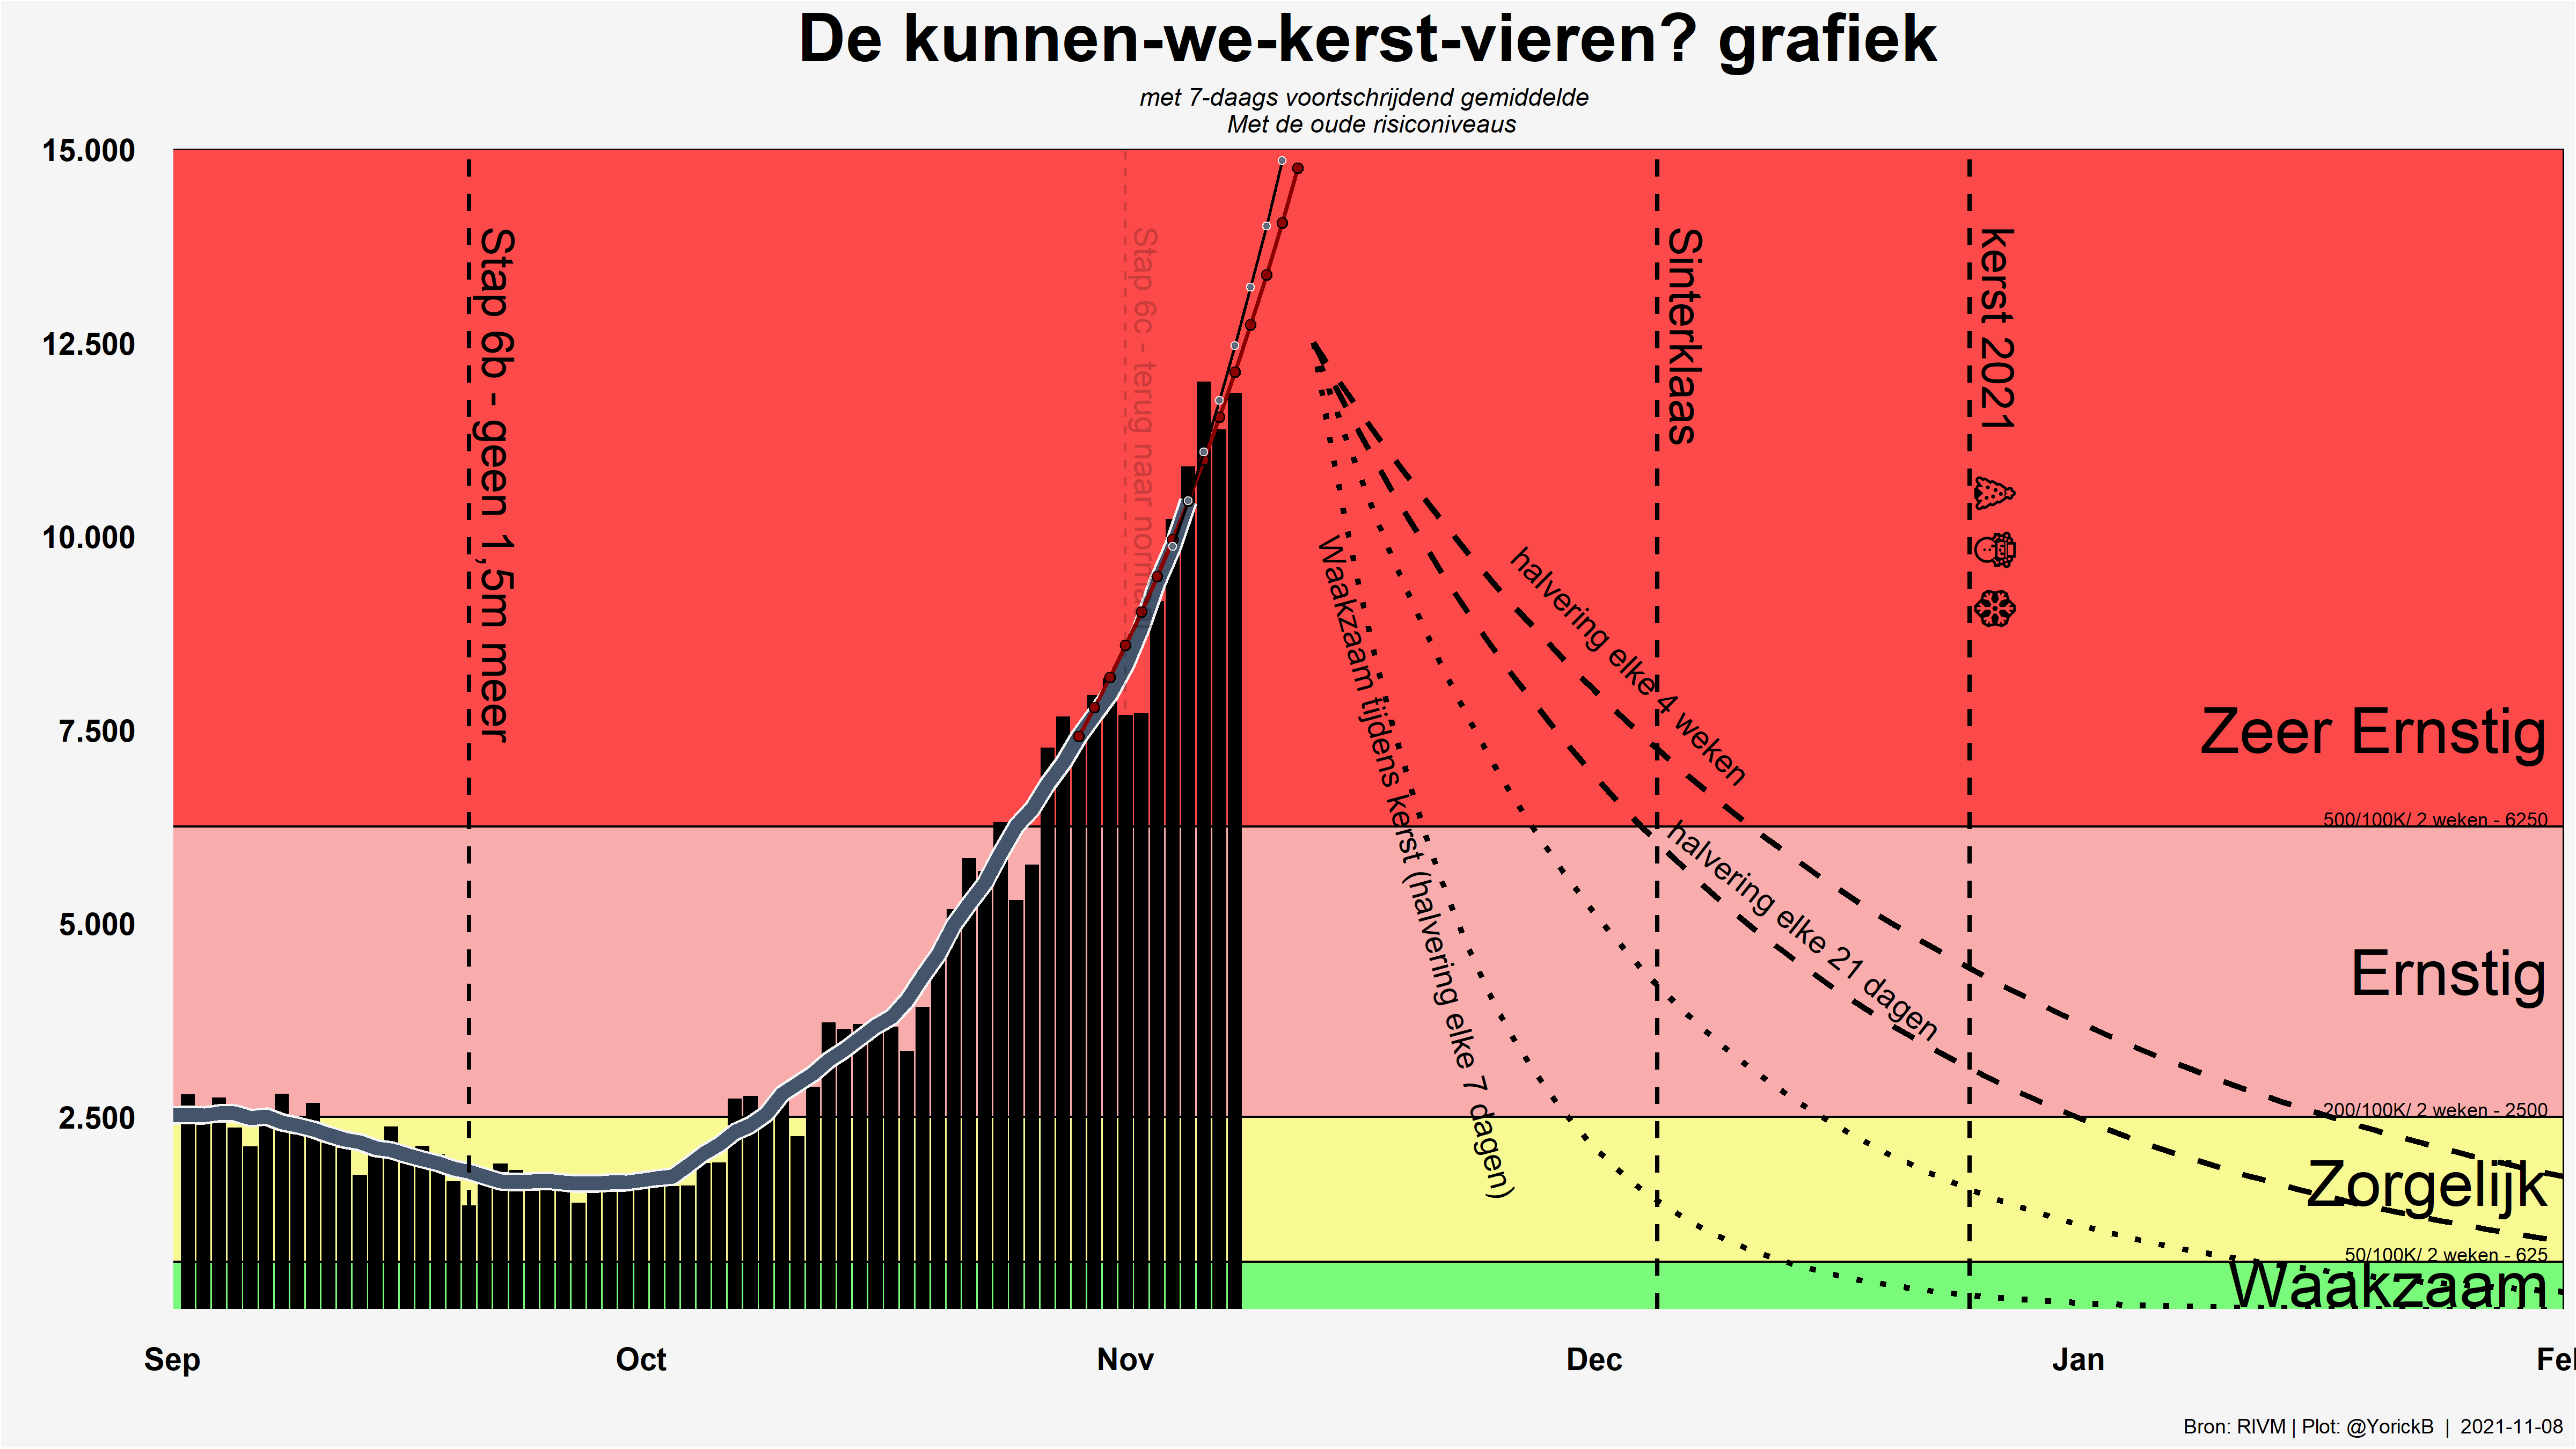 De kunnen-we-kerst-vieren? grafiek
met 7-daags voortschrijdend gemiddelde
Met de oude risiconiveaus
15.000
12.500
10.000
7.500
5.000
2.500
Stap 6b - geen 1,5m meer
Stap 6c - terug naar
Sinterklaas
kerst 2021
Waakzaam tijdens kerst (halvering elke 7 dagen)
halvering elke 4 weken
halvering elke 21 dagen
Zeer Ernstig
500/100K/ 2 weken - 6250
Ernstig
200/100K/ 2 weken - 2500
Zorgelijk
50/100K/ 2 weken - 625
Waakzaam
Sep Oct Nov Dec Jan
Bron: RIVM | Plot: @YorickB | 2021-11-08